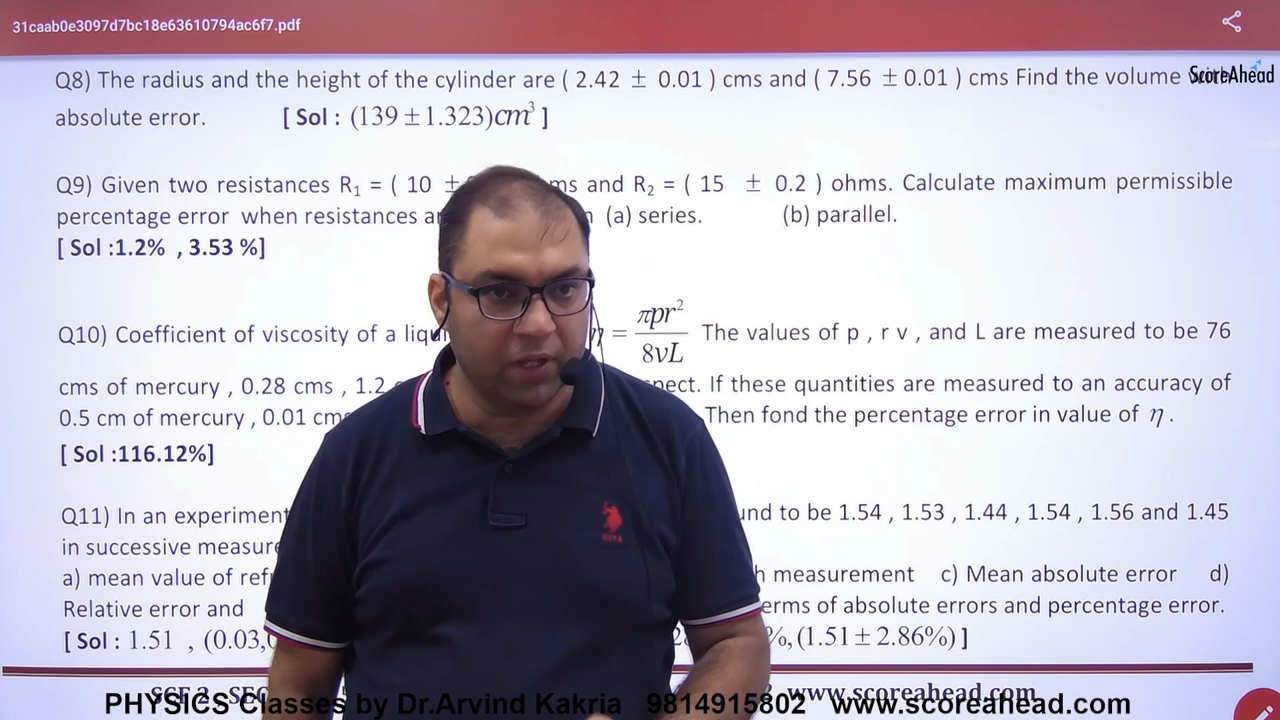 31caab0e3097d7bc18e63610794ac6f7.pdf
ScoreAhead
Q8) The radius and the height of the cylinder are ( 2.42 ± 0.01 ) cms and ( 7.56 ± 0.01 ) cms Find the volume
absolute error. [ Sol : (139 ± 1.323)cm³ ]
Q9) Given two resistances R₁ = ( 10 ± ms and R₂ = ( 15 ± 0.2 ) ohms. Calculate maximum permissible
percentage error when resistances (a) series. (b) parallel.
[ Sol :1.2% , 3.53 %]
Q10) Coefficient of viscosity of a η = πpr²/8vL The values of p , r v , and L are measured to be 76
cms of mercury , 0.28 cms , 1.2 pect. If these quantities are measured to an accuracy of
0.5 cm of mercury , 0.01 Then fond the percentage error in value of η .
[ Sol :116.12%]
Q11) In an experiment und to be 1.54 , 1.53 , 1.44 , 1.54 , 1.56 and 1.45
in successive
a) mean value of measurement c) Mean absolute error d)
Relative error and erms of absolute errors and percentage error.
[ Sol : 1.51 , (0.03, %,(1.51 ± 2.86%) ]
www.scoreahead.com
PHYSICS Classes by Dr.Arvind Kakria 9814915802 www.scoreahead.com